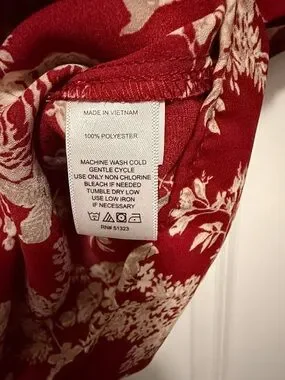 MADE IN VIETNAM
100% POLYESTER
MACHINE WASH COLD
GENTLE CYCLE
USE ONLY NON CHLORINE
BLEACH IF NEEDED
TUMBLE DRY LOW
USE LOW IRON
IF NECESSARY
RN# 51323